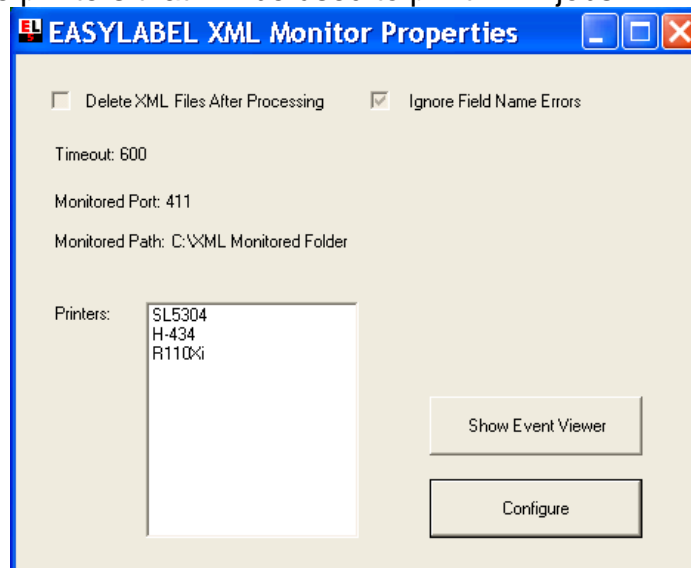 EASYLABEL XML Monitor Properties
Delete XML Files After Processing
Ignore Field Name Errors
Timeout: 600
Monitored Port: 411
Monitored Path: C:\XML Monitored Folder
Printers:
SL5304
H-434
R110Xi
Show Event Viewer
Configure